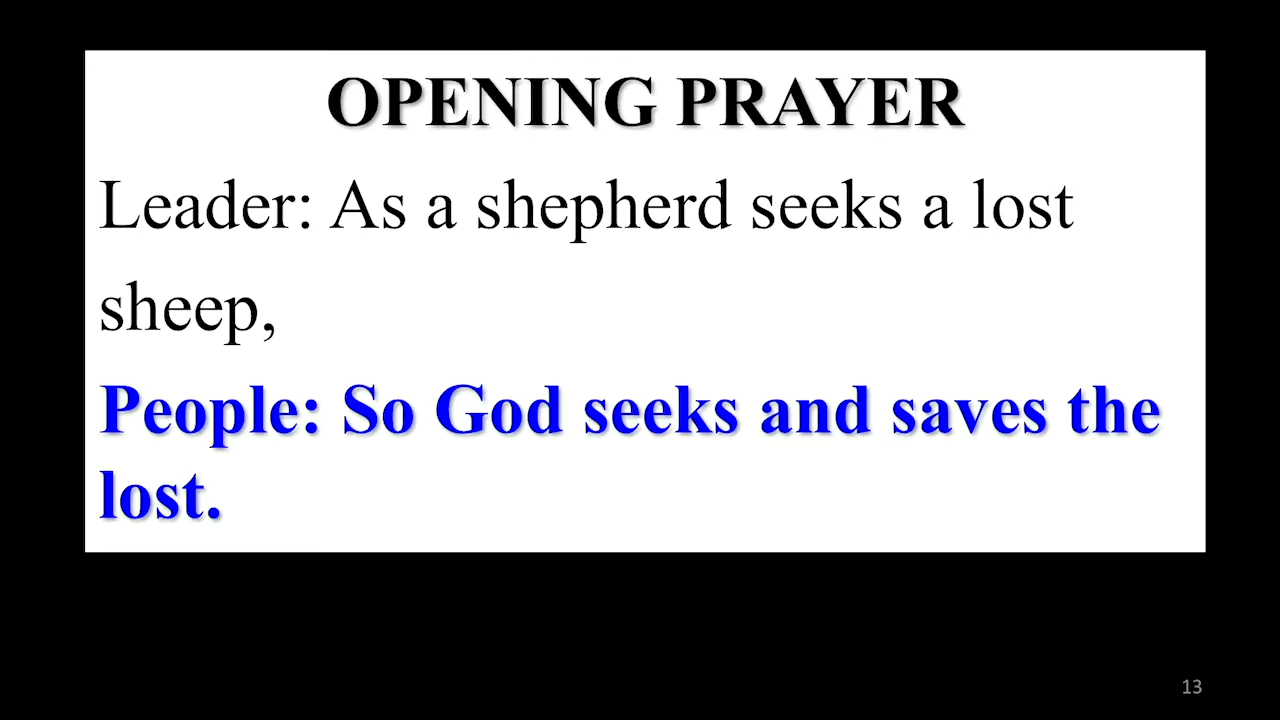 OPENING PRAYER
Leader: As a shepherd seeks a lost
sheep,
People: So God seeks and saves the
lost.
13